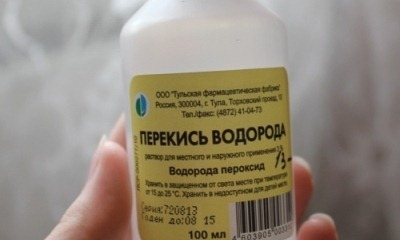 ООО "Тульская фармацевтическая фабрика"
Россия, 300004, г. Тула, Торховский проезд, 10
Тел./факс: (4872) 41-04-73
ПЕРЕКИСЬ ВОДОРОДА
раствор для местного и наружного применения 3%
Водорода пероксид
Хранить в защищенном от света месте при температуре
от 15 до 25 °С. Хранить в недоступном для детей месте
Серия: 720813
Годен до: 08 15
100 мл